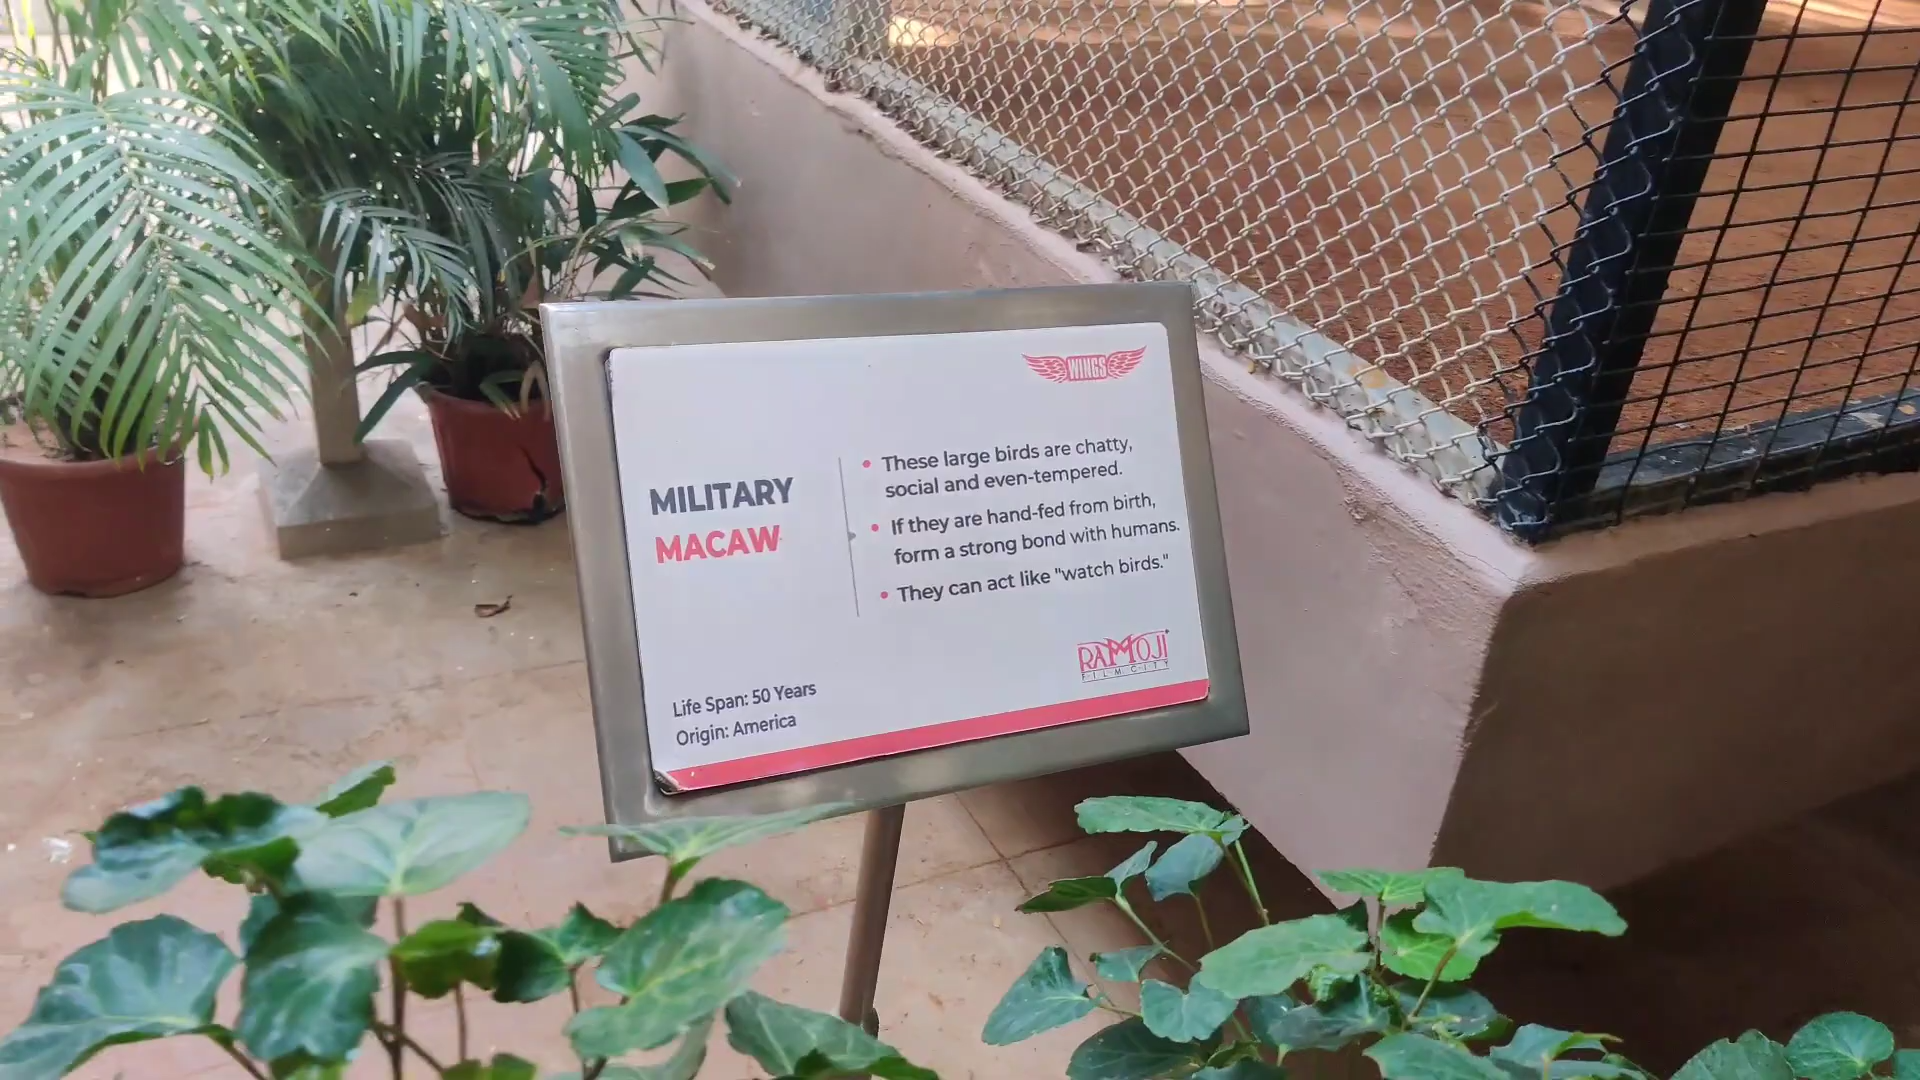 WINGS
MILITARY
MACAW
• These large birds are chatty,
social and even-tempered.
• If they are hand-fed from birth,
form a strong bond with humans.
• They can act like "watch birds."
Life Span: 50 Years
Origin: America
RAMOJI
FILM CITY